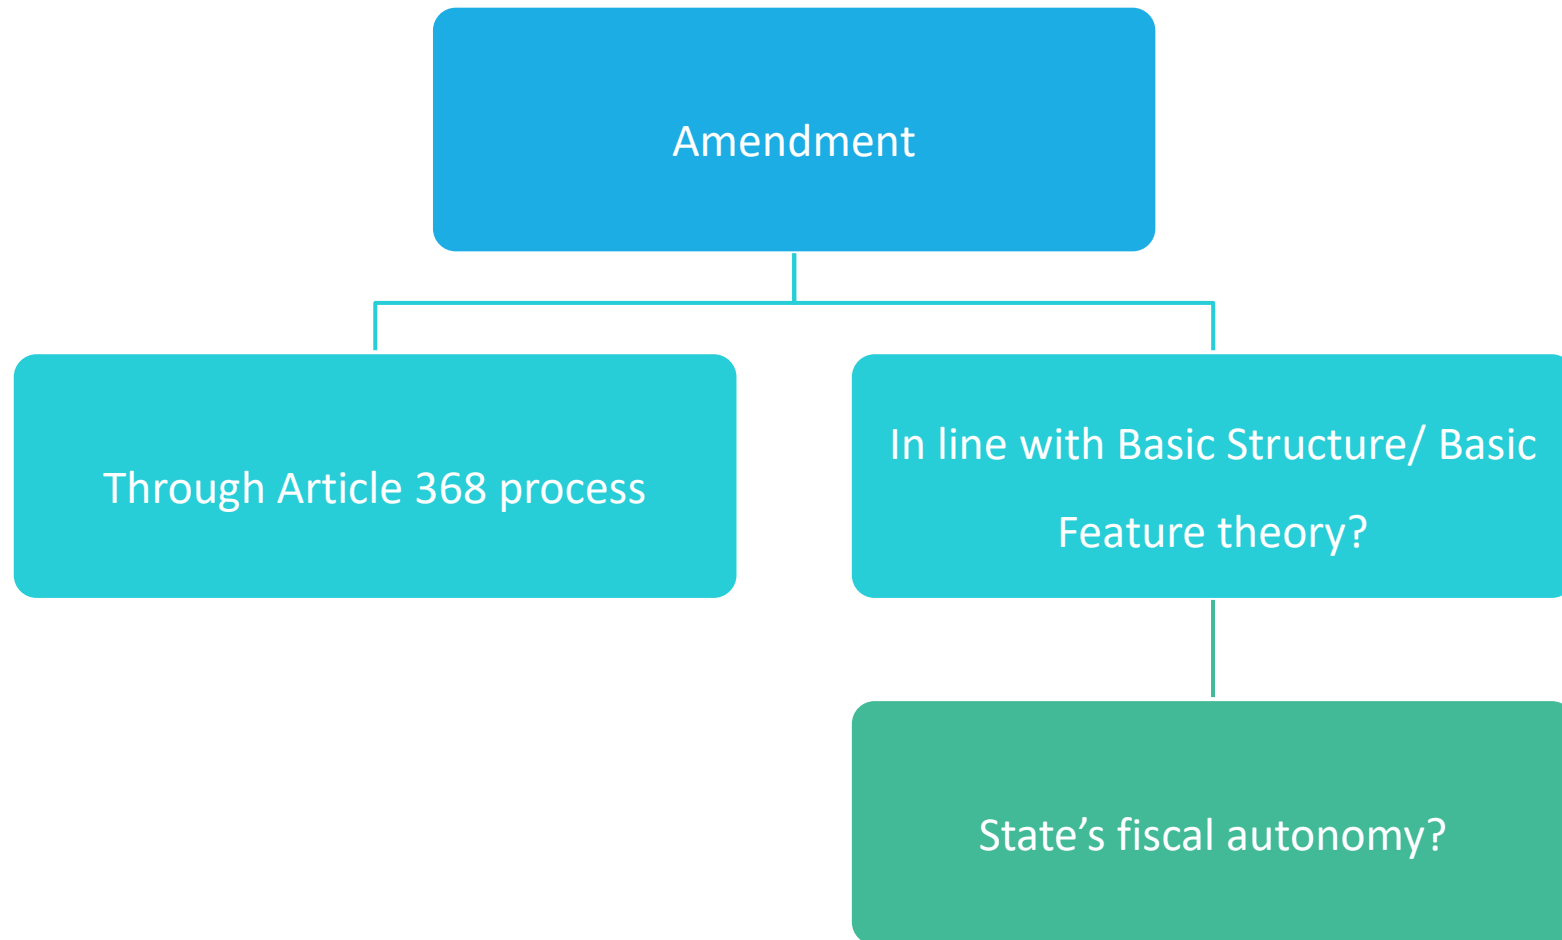 Amendment
Through Article 368 process
In line with Basic Structure/ Basic
Feature theory?
State’s fiscal autonomy?